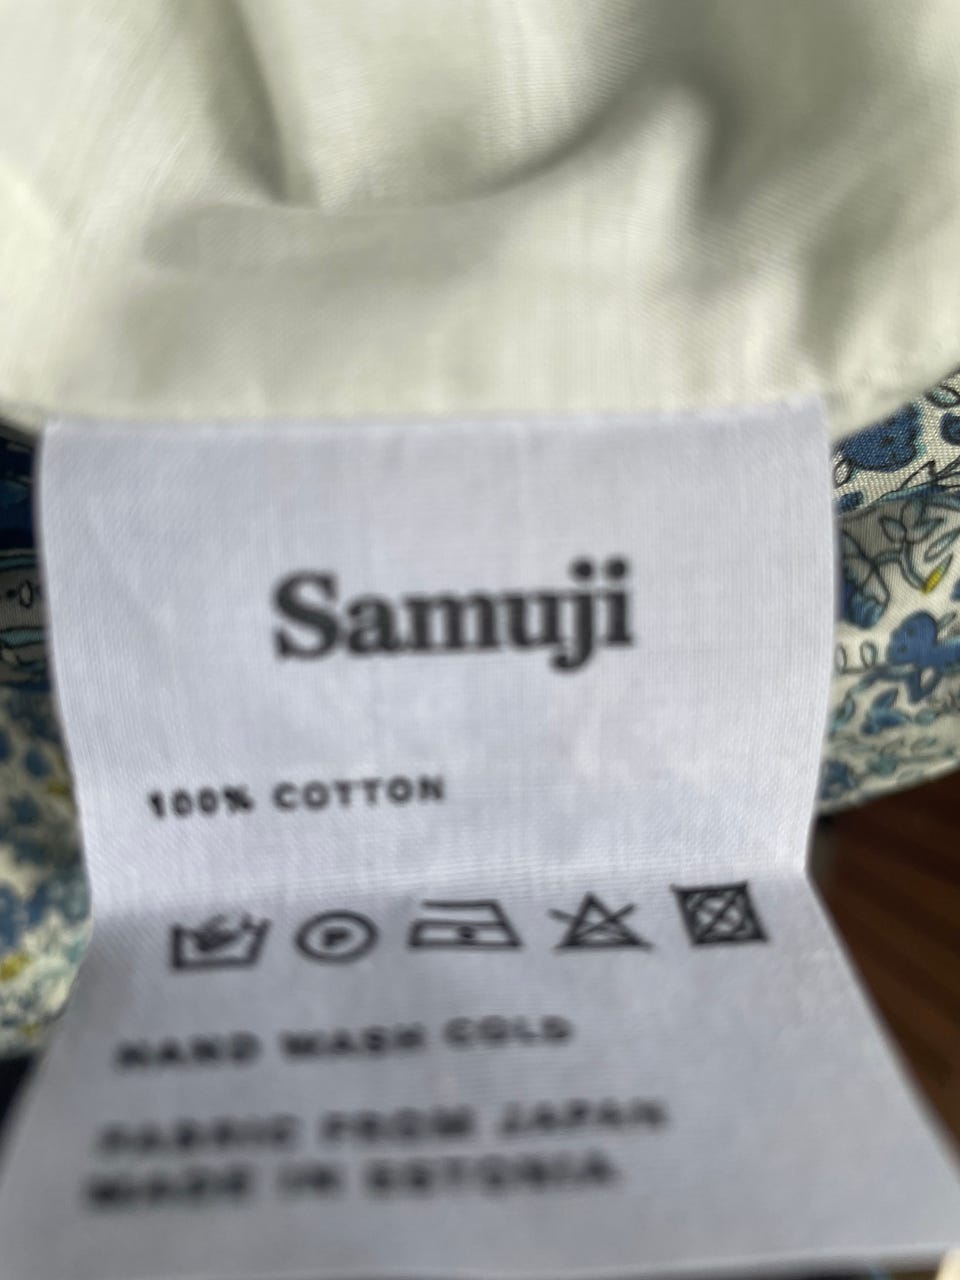 Samuji
100% COTTON
P
HAND WASH COLD
FABRIC FROM JAPAN
MADE IN ESTONIA